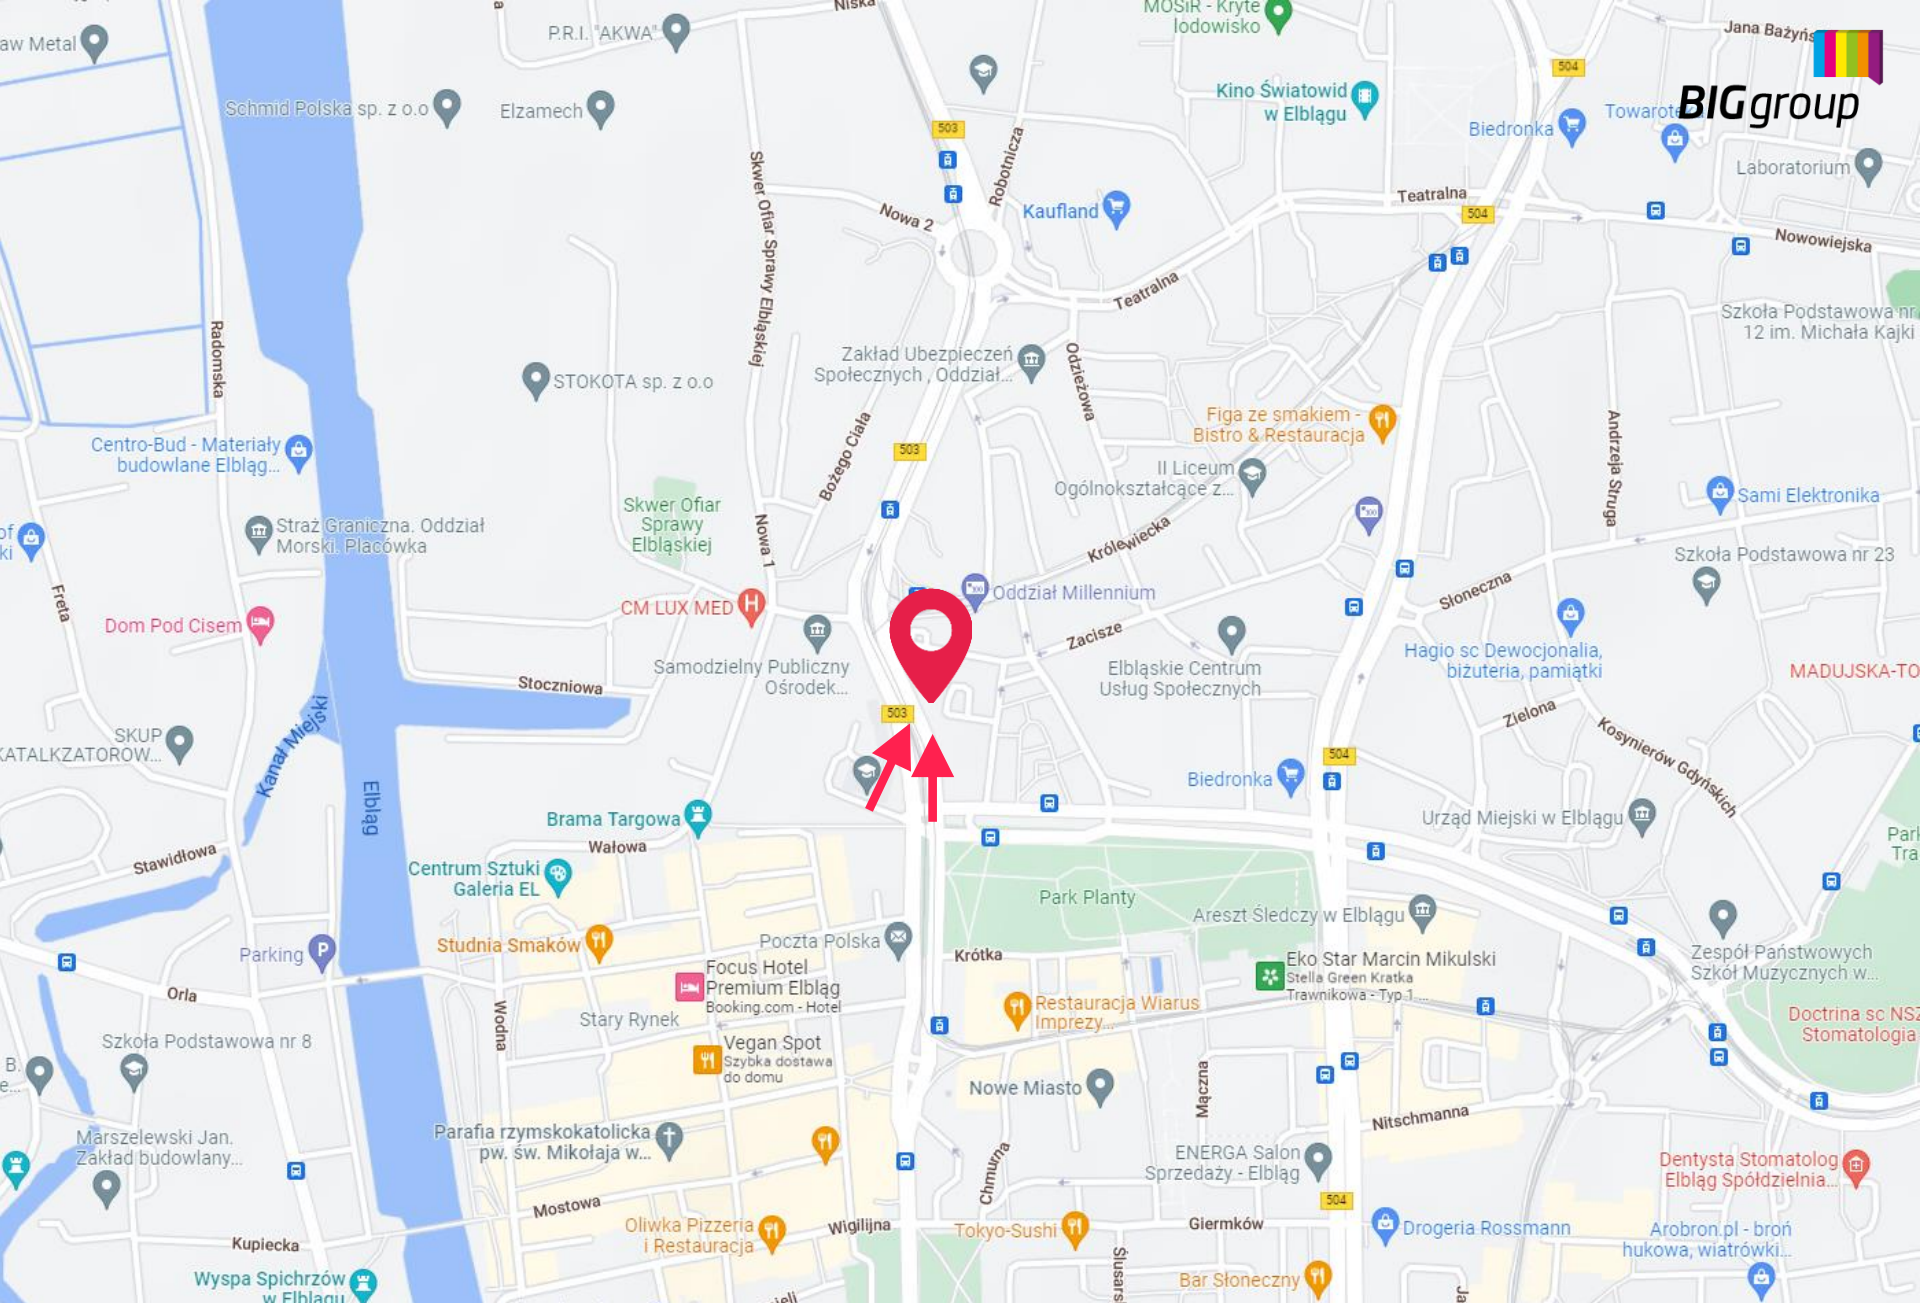 Niska
MOSiR - Kryte
lodowisko
Jana Bażyńs
504
aw Metal
P.R.I. "AKWA"
BIGgroup
Schmid Polska sp. z o.o
Elzamech
Kino Światowid
w Elblągu
Biedronka
Towarote
503
Robotnicza
Laboratorium
Skwer Ofiar Sprawy Elbląskiej
Nowa 2
Kaufland
Teatralna
504
Nowowiejska
Teatralna
Szkoła Podstawowa nr
12 im. Michała Kajki
Radomska
STOKOTA sp. z o.o
Zakład Ubezpieczeń
Społecznych , Oddział...
Odzieżowa
Figa ze smakiem -
Bistro & Restauracja
Andrzeja Struga
Centro-Bud - Materiały
budowlane Elbląg...
Bożego Ciała
503
II Liceum
Ogólnokształcące z...
Sami Elektronika
Skwer Ofiar
Sprawy
Elbląskiej
Nowa 1
Straż Graniczna. Oddział
Morski. Placówka
of
ki
Królewiecka
Szkoła Podstawowa nr 23
Freta
Słoneczna
CM LUX MED
Oddział Millennium
Dom Pod Cisem
Zacisze
Samodzielny Publiczny
Ośrodek...
Elbląskie Centrum
Usług Społecznych
Hagio sc Dewocjonalia,
biżuteria, pamiątki
MADUJSKA-TO
Stoczniowa
Kanał Miejski
503
Zielona
Kosynierów Gdyńskich
SKUP
KATALKZATOROW...
504
Biedronka
Elbląg
Brama Targowa
Wałowa
Urząd Miejski w Elblągu
Park
Tra
Stawidłowa
Centrum Sztuki
Galeria EL
Park Planty
Areszt Śledczy w Elblągu
Studnia Smaków
Poczta Polska
Krótka
Parking
Focus Hotel
Premium Elbląg
Booking.com - Hotel
Eko Star Marcin Mikulski
Stella Green Kratka
Trawnikowa - Typ 1...
Zespół Państwowych
Szkół Muzycznych w...
Orla
Wodna
Stary Rynek
Restauracja Wiarus
Imprezy...
Doctrina sc NSZ
Stomatologia
Szkoła Podstawowa nr 8
Vegan Spot
Szybka dostawa
do domu
B.
e...
Nowe Miasto
Mączna
Nitschmanna
Marszelewski Jan.
Zakład budowlany...
Parafia rzymskokatolicka
pw. św. Mikołaja w...
Chmurna
ENERGA Salon
Sprzedaży - Elbląg
Dentysta Stomatolog
Elbląg Spółdzielnia...
504
Mostowa
Oliwka Pizzeria
i Restauracja
Wigilijna
Tokyo-Sushi
Giermków
Drogeria Rossmann
Arobron.pl - broń
hukowa, wiatrówki...
Kupiecka
Wyspa Spichrzów
w Elblągu
Ślusars
Bar Słoneczny
Ja